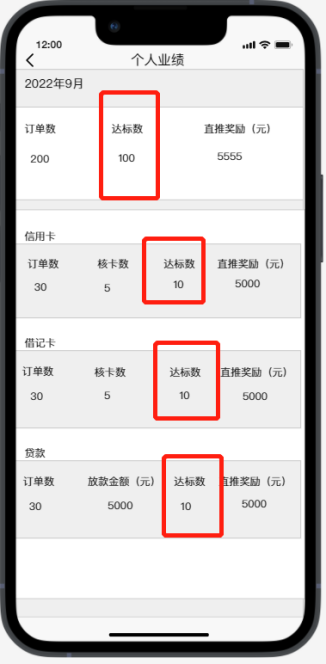 12:00
个人业绩
2022年9月
订单数 达标数 直推奖励（元）
200 100 5555
信用卡
订单数 核卡数 达标数 直推奖励（元）
30 5 10 5000
借记卡
订单数 核卡数 达标数 直推奖励（元）
30 5 10 5000
贷款
订单数 放款金额（元） 达标数 直推奖励（元）
30 5000 10 5000